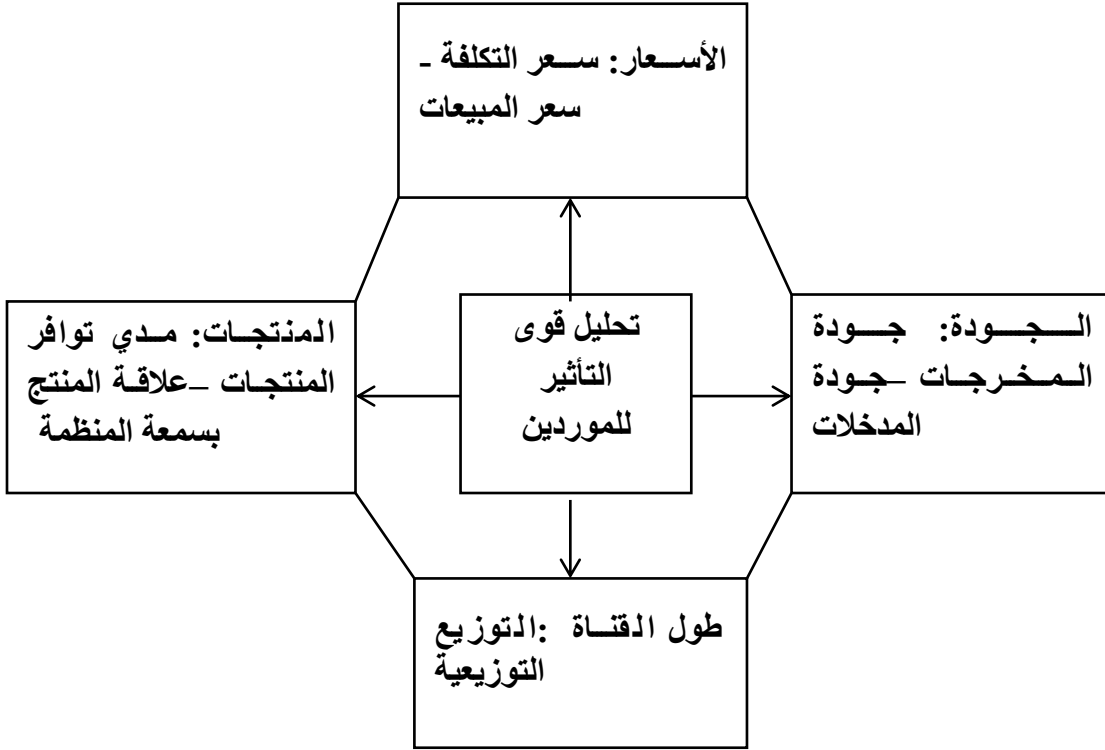 الأسعار: سعر التكلفة -
سعر المبيعات
الجودة: جودة
المخرجات –جودة
المدخلات
تحليل قوى
التأثير
للموردين
المنتجات: مدي توافر
المنتجات –علاقة المنتج
بسمعة المنظمة
طول القناة :التوزيع
التوزيعية